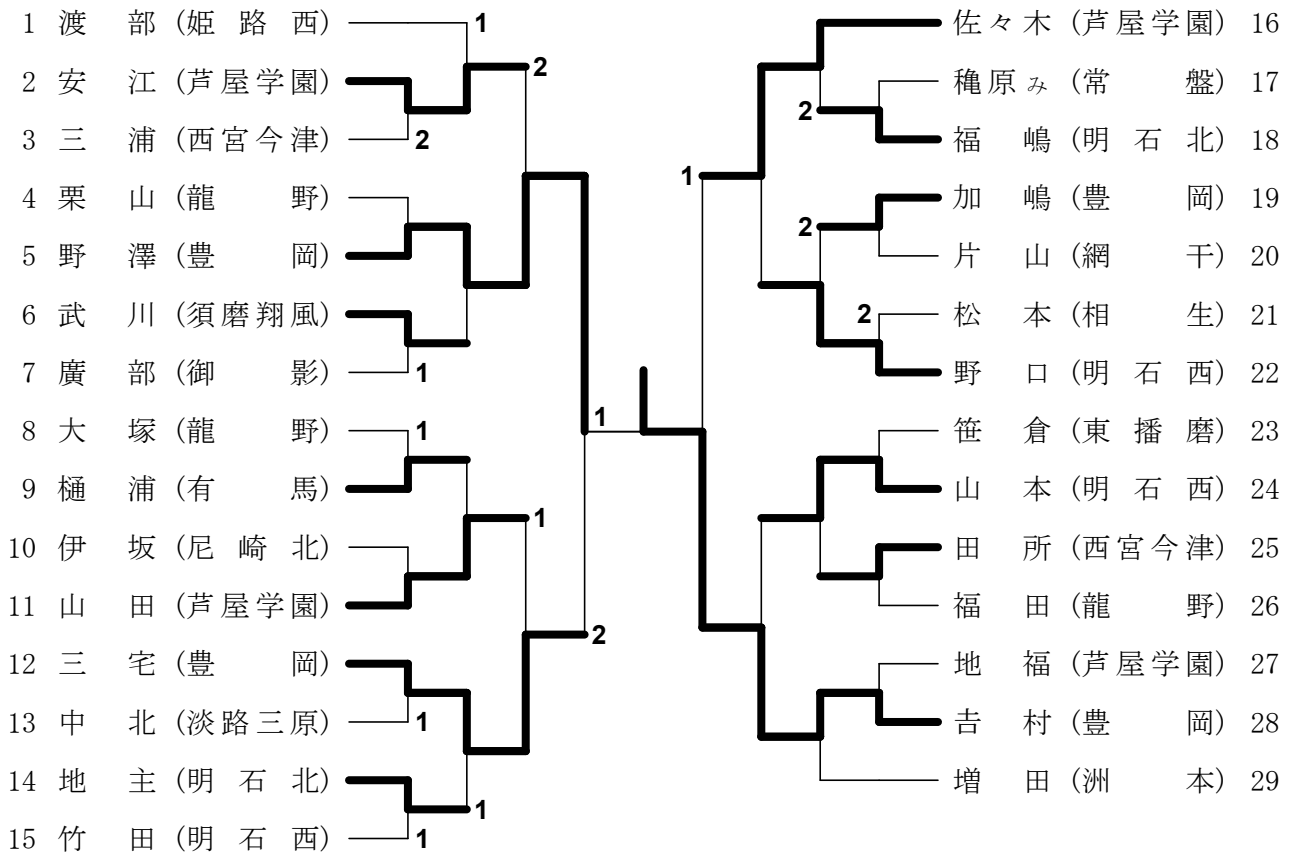 1 渡 部 (姫 路 西) 1
2 安 江 (芦屋学園) 2
3 三 浦 (西宮今津) 2
4 栗 山 (龍 野)
5 野 澤 (豊 岡)
6 武 川 (須磨翔風)
7 廣 部 (御 影) 1
8 大 塚 (龍 野) 1
9 樋 浦 (有 馬)
10 伊 坂 (尼 崎 北) 1
11 山 田 (芦屋学園)
12 三 宅 (豊 岡) 2
13 中 北 (淡路三原) 1
14 地 主 (明 石 北) 1
15 竹 田 (明 石 西) 1
1
佐々木 (芦屋学園) 16
穐原み (常 盤) 17
2 福 嶋 (明 石 北) 18
1
2 加 嶋 (豊 岡) 19
片 山 (網 干) 20
2 松 本 (相 生) 21
野 口 (明 石 西) 22
笹 倉 (東 播 磨) 23
山 本 (明 石 西) 24
田 所 (西宮今津) 25
福 田 (龍 野) 26
地 福 (芦屋学園) 27
𠮷 村 (豊 岡) 28
増 田 (洲 本) 29